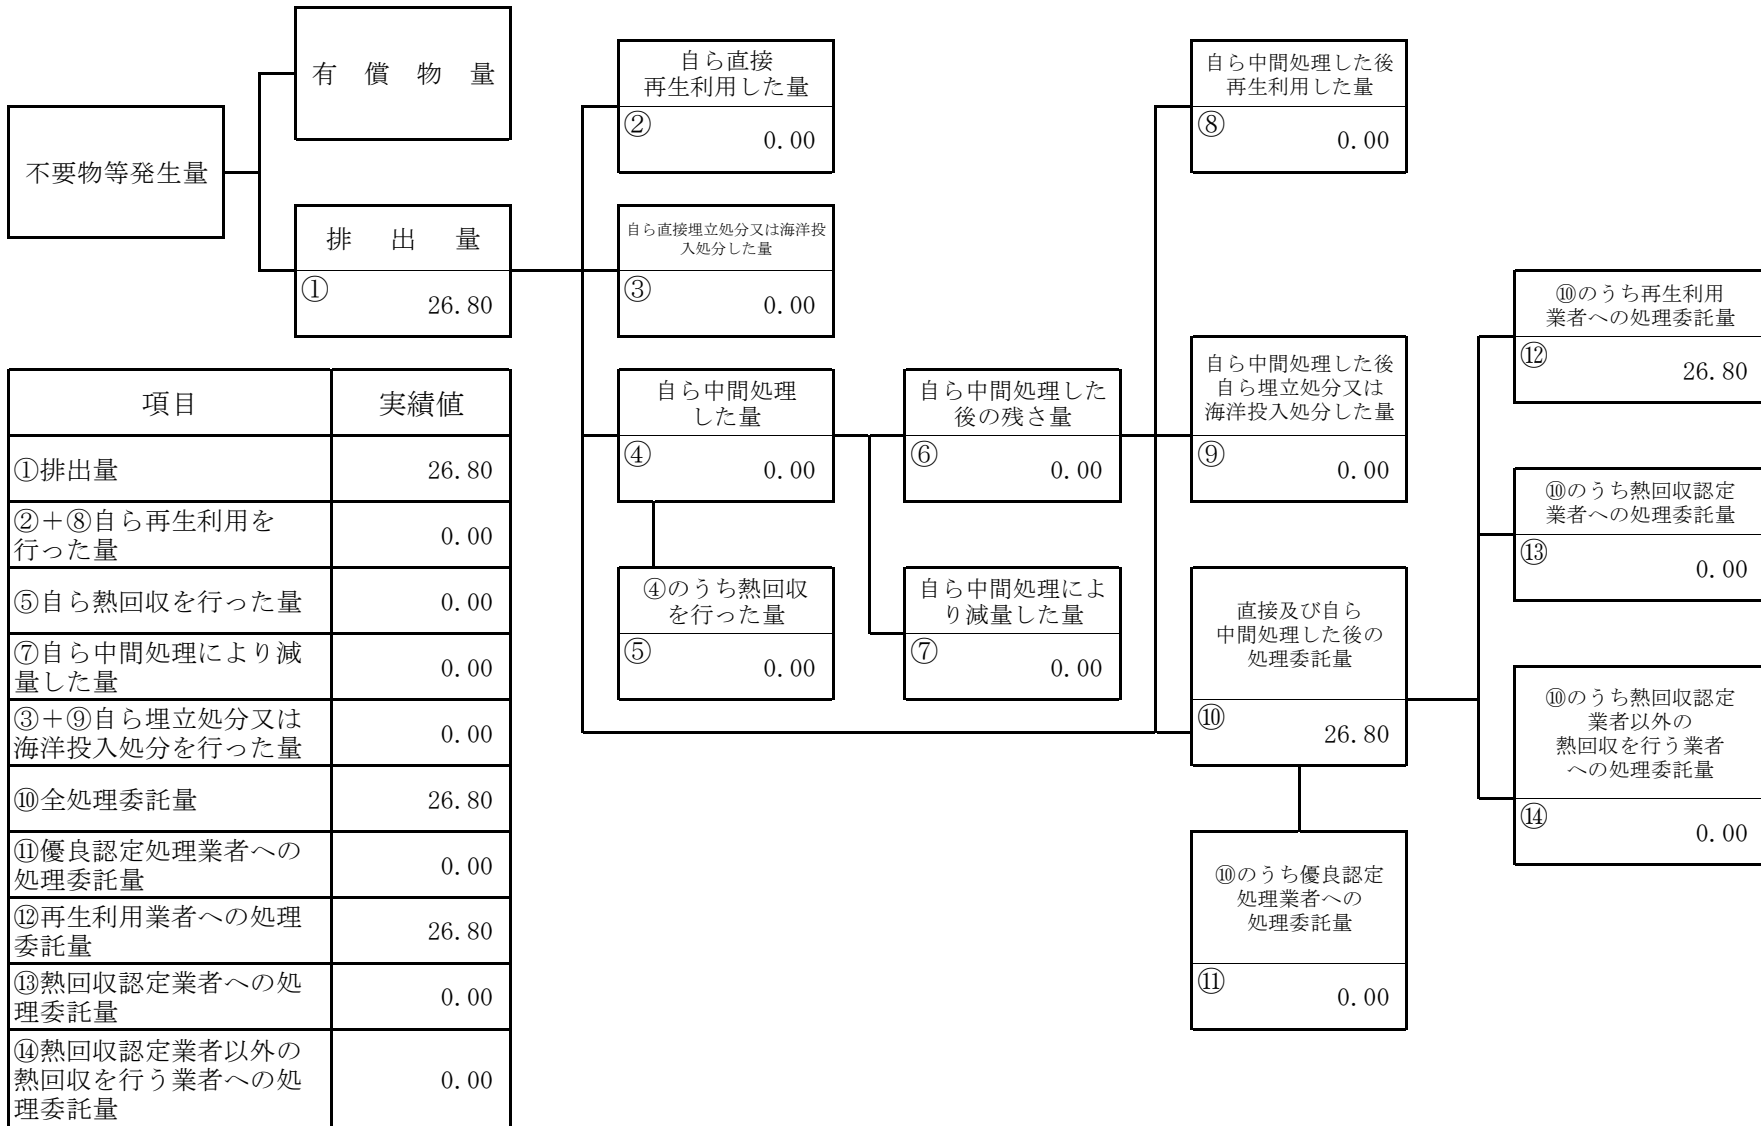 有 償 物 量
不要物等発生量
排 出 量
① 26.80
自ら直接
再生利用した量
② 0.00
自ら直接埋立処分又は海洋投
入処分した量
③ 0.00
自ら中間処理
した量
④ 0.00
④のうち熱回収
を行った量
⑤ 0.00
自ら中間処理した
後の残さ量
⑥ 0.00
自ら中間処理によ
り減量した量
⑦ 0.00
自ら中間処理した後
再生利用した量
⑧ 0.00
自ら中間処理した後
自ら埋立処分又は
海洋投入処分した量
⑨ 0.00
直接及び自ら
中間処理した後の
処理委託量
⑩ 26.80
⑩のうち優良認定
処理業者への
処理委託量
⑪ 0.00
⑩のうち再生利用
業者への処理委託量
⑫ 26.80
⑩のうち熱回収認定
業者への処理委託量
⑬ 0.00
⑩のうち熱回収認定
業者以外の
熱回収を行う業者
への処理委託量
⑭ 0.00
項目 実績値
①排出量 26.80
②＋⑧自ら再生利用を
行った量 0.00
⑤自ら熱回収を行った量 0.00
⑦自ら中間処理により減
量した量 0.00
③＋⑨自ら埋立処分又は
海洋投入処分を行った量 0.00
⑩全処理委託量 26.80
⑪優良認定処理業者への
処理委託量 0.00
⑫再生利用業者への処理
委託量 26.80
⑬熱回収認定業者への処
理委託量 0.00
⑭熱回収認定業者以外の
熱回収を行う業者への処
理委託量 0.00